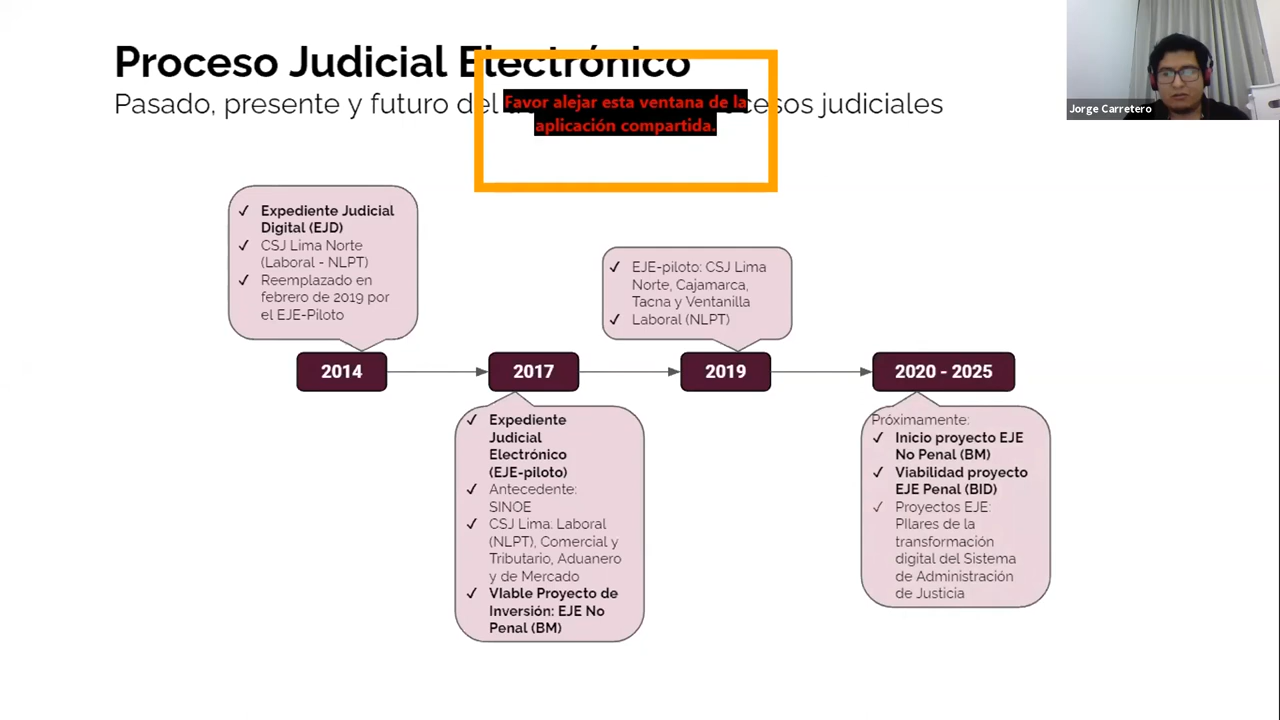 Proceso Judicial Electrónico
Pasado, presente y futuro del cesos judiciales
Favor alejar esta ventana de la
aplicación compartida.
Jorge Carretero
✓ Expediente Judicial
Digital (EJD)
✓ CSJ Lima Norte
(Laboral - NLPT)
✓ Reemplazado en
febrero de 2019 por
el EJE-Piloto
✓ EJE-piloto: CSJ Lima
Norte, Cajamarca,
Tacna y Ventanilla
✓ Laboral (NLPT)
2014
2017
2019
2020 - 2025
✓ Expediente
Judicial
Electrónico
(EJE-piloto)
✓ Antecedente:
SINOE
✓ CSJ Lima. Laboral
(NLPT), Comercial y
Tributario, Aduanero
y de Mercado
✓ VIable Proyecto de
Inversión: EJE No
Penal (BM)
Próximamente:
✓ Inicio proyecto EJE
No Penal (BM)
✓ Viabilidad proyecto
EJE Penal (BID)
✓ Proyectos EJE:
PIlares de la
transformación
digital del Sistema
de Administración
de Justicia